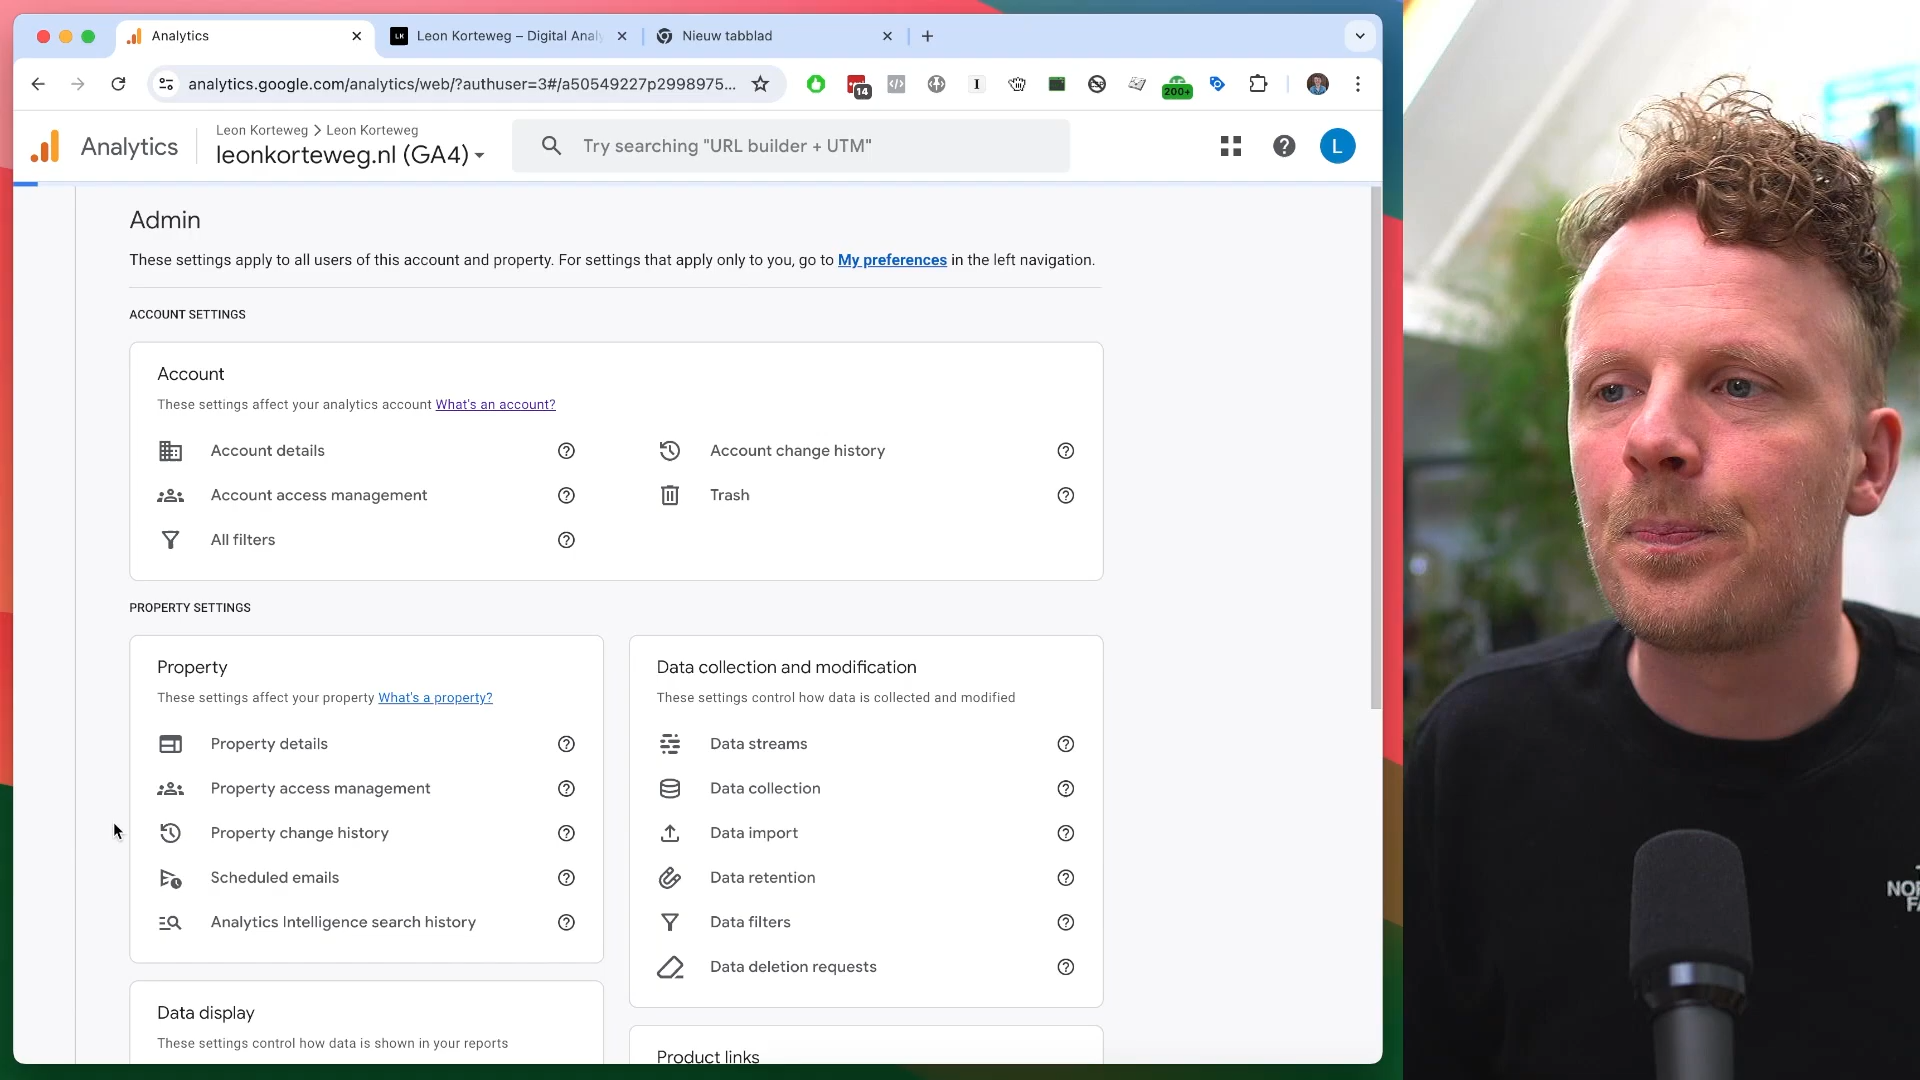 Analytics
Leon Korteweg – Digital Anal
Nieuw tabblad
analytics.google.com/analytics/web/?authuser=3#/a50549227p2998975...
14
200+
Analytics
Leon Korteweg > Leon Korteweg
leonkorteweg.nl (GA4)
Try searching "URL builder + UTM"
L
Admin
These settings apply to all users of this account and property. For settings that apply only to you, go to My preferences in the left navigation.
ACCOUNT SETTINGS
Account
These settings affect your analytics account What's an account?
Account details
Account change history
Account access management
Trash
All filters
PROPERTY SETTINGS
Property
These settings affect your property What's a property?
Property details
Property access management
Property change history
Scheduled emails
Analytics Intelligence search history
Data collection and modification
These settings control how data is collected and modified
Data streams
Data collection
Data import
Data retention
Data filters
Data deletion requests
Data display
These settings control how data is shown in your reports
Product links